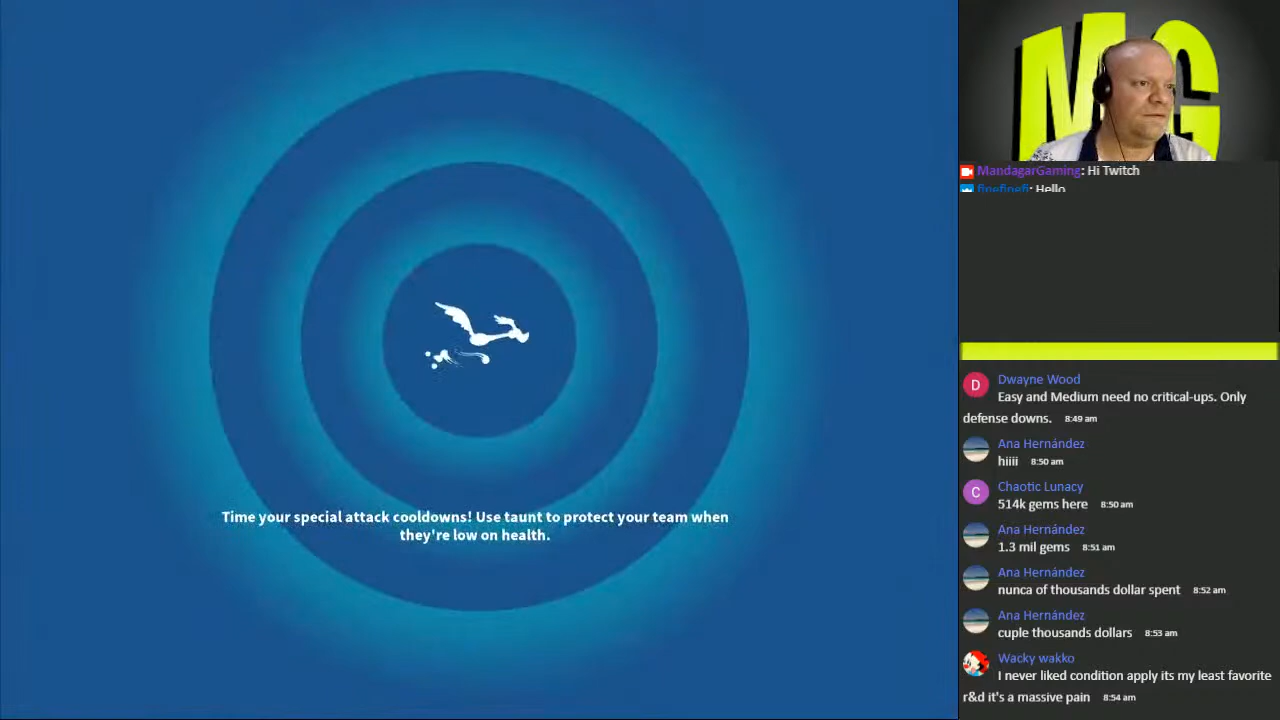 MG
MandagarGaming: Hi Twitch
finefinefi: Hello
Time your special attack cooldowns! Use taunt to protect your team when
they're low on health.
D Dwayne Wood
Easy and Medium need no critical-ups. Only
defense downs. 8:49 am
Ana Hernández
hiiii 8:50 am
C Chaotic Lunacy
514k gems here 8:50 am
Ana Hernández
1.3 mil gems 8:51 am
Ana Hernández
nunca of thousands dollar spent 8:52 am
Ana Hernández
cuple thousands dollars 8:53 am
Wacky wakko
I never liked condition apply its my least favorite
r&d it's a massive pain 8:54 am